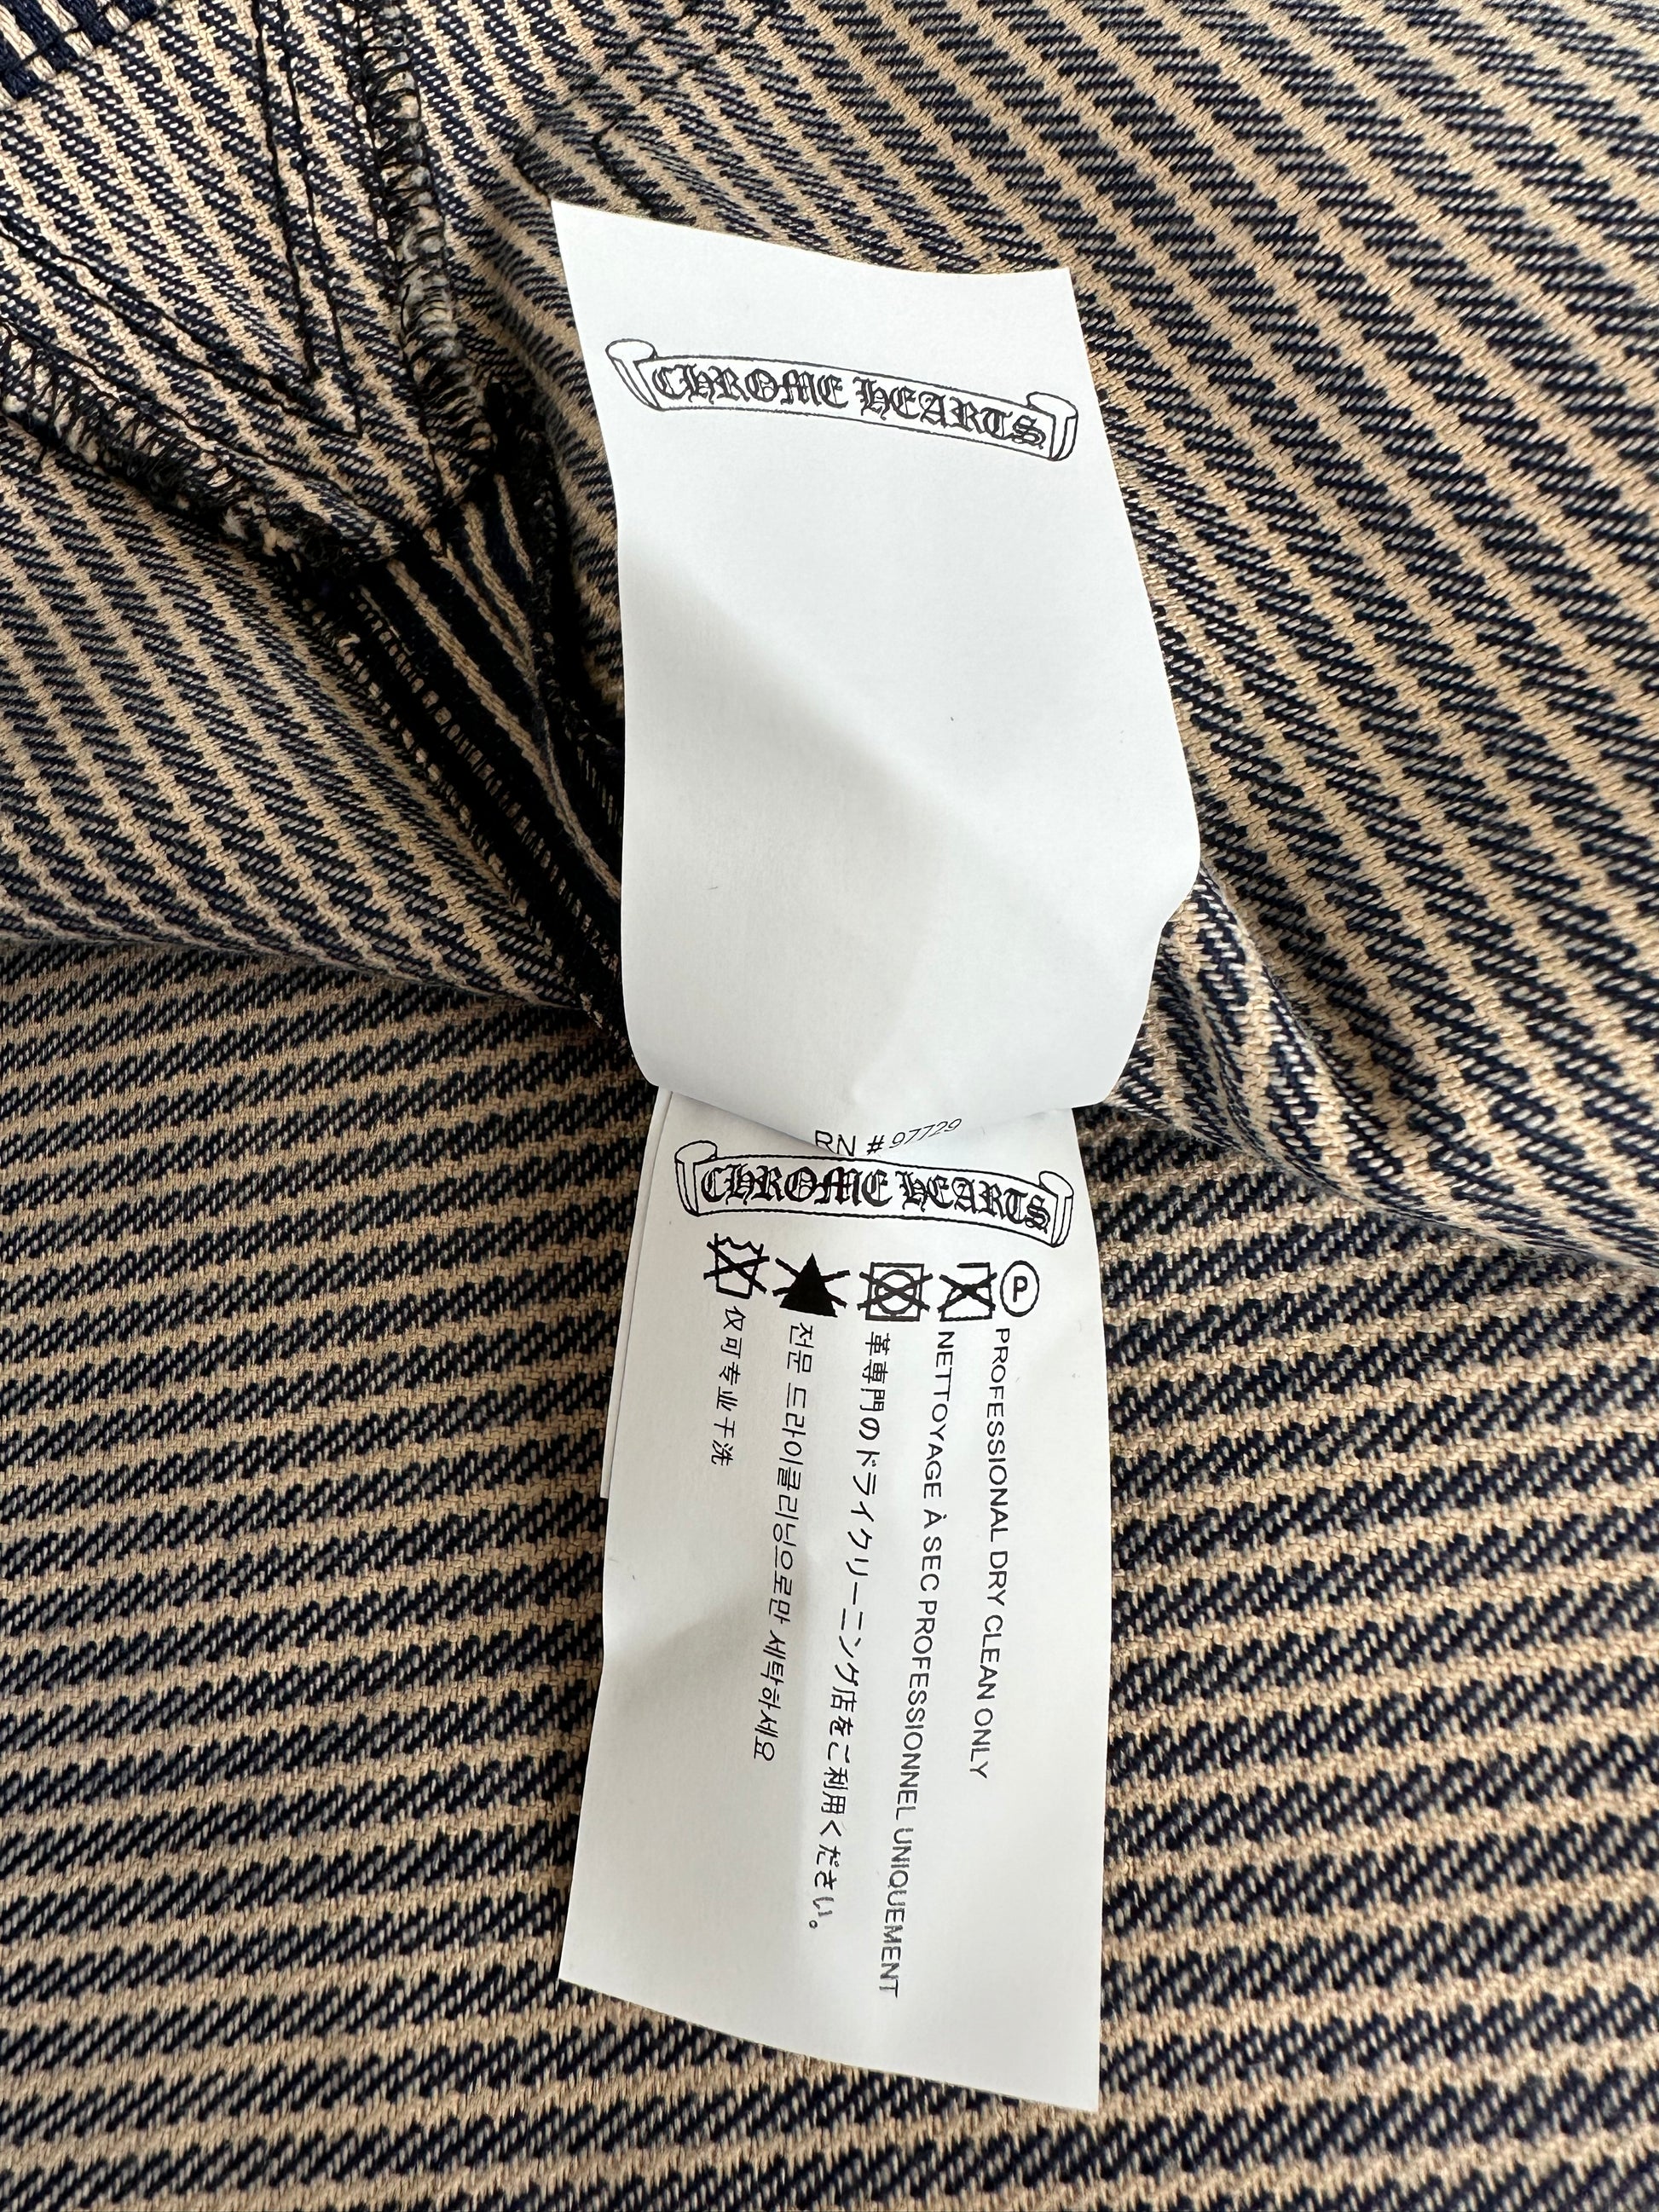 CHROME HEARTS
RN # 97729
CHROME HEARTS
P
PROFESSIONAL DRY CLEAN ONLY
NETTOYAGE À SEC PROFESSIONNEL UNIQUEMENT
革専門のドライクリーニング店をご利用ください。
전문 드라이클리닝으로만 세탁하세요
仅可专业干洗